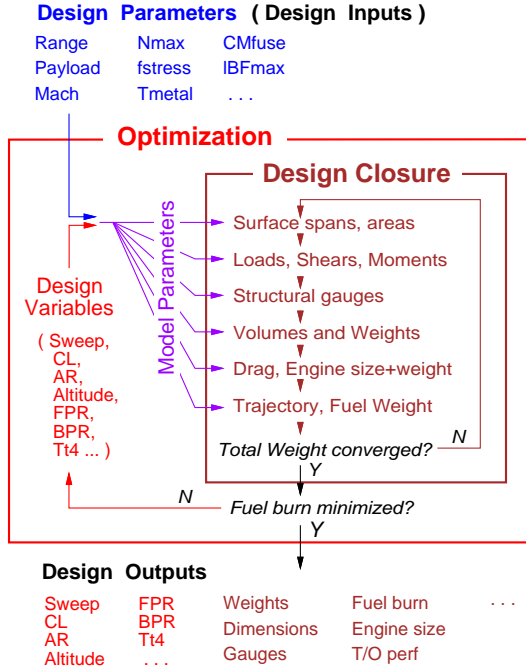 Design Parameters ( Design Inputs )
Range Nmax CMfuse
Payload fstress lBFmax
Mach Tmetal . . .
Optimization
Design Closure
Model Parameters
Surface spans, areas
Loads, Shears, Moments
Structural gauges
Volumes and Weights
Drag, Engine size+weight
Trajectory, Fuel Weight
Total Weight converged?
N
Y
Design
Variables
( Sweep,
CL,
AR,
Altitude,
FPR,
BPR,
Tt4 ... )
N
Fuel burn minimized?
Y
Design Outputs
Sweep FPR Weights Fuel burn . . .
CL BPR Dimensions Engine size
AR Tt4 Gauges T/O perf
Altitude . . .